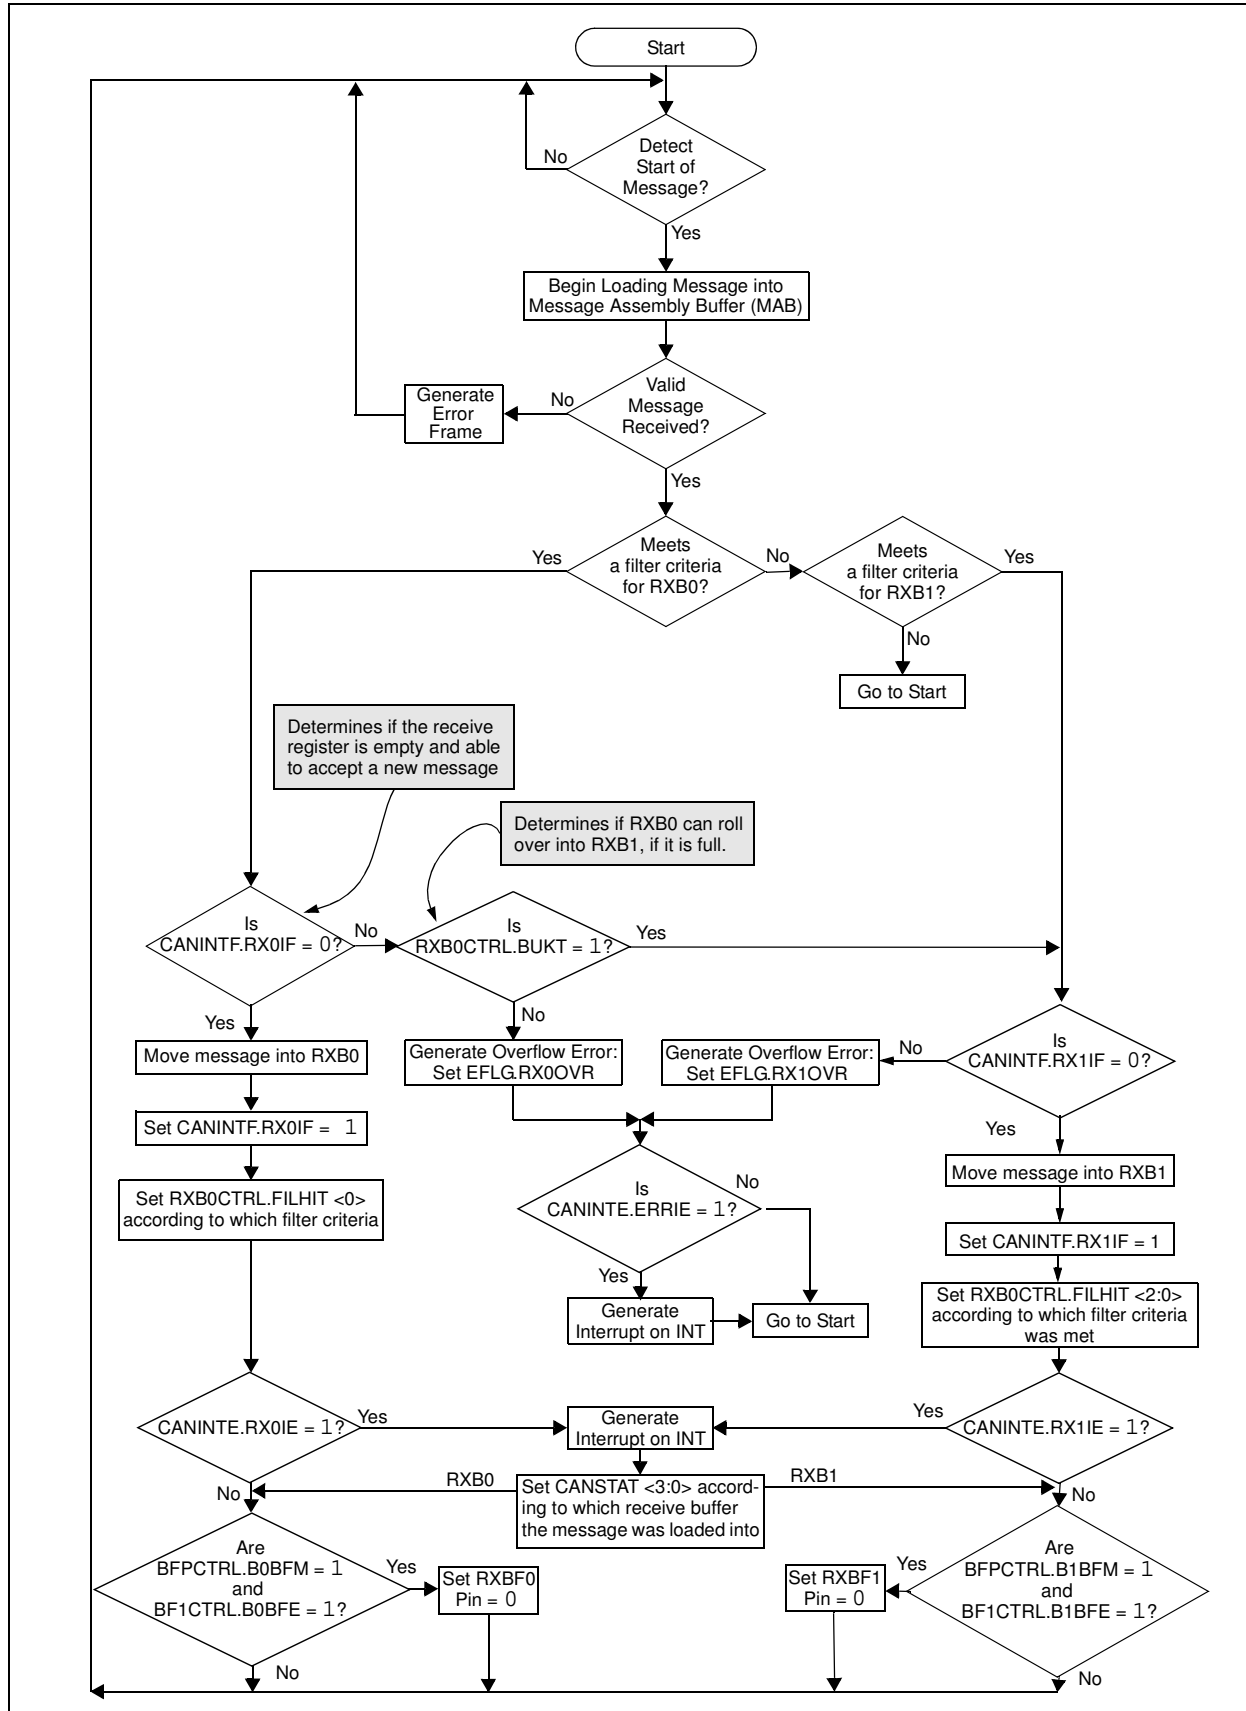 Start
Detect
Start of
Message?
No
Yes
Begin Loading Message into
Message Assembly Buffer (MAB)
Valid
Message
Received?
No
Generate
Error
Frame
Yes
Meets
a filter criteria
for RXB0?
Yes
No
Meets
a filter criteria
for RXB1?
Yes
No
Go to Start
Determines if the receive
register is empty and able
to accept a new message
Determines if RXB0 can roll
over into RXB1, if it is full.
Is
CANINTF.RX0IF = 0?
No
Is
RXB0CTRL.BUKT = 1?
Yes
Yes
No
Move message into RXB0
Generate Overflow Error:
Set EFLG.RX0OVR
Generate Overflow Error:
Set EFLG.RX1OVR
No
Is
CANINTF.RX1IF = 0?
Set CANINTF.RX0IF = 1
Yes
Set RXB0CTRL.FILHIT <0>
according to which filter criteria
Is
CANINTE.ERRIE = 1?
No
Move message into RXB1
Set CANINTF.RX1IF = 1
Yes
Generate
Interrupt on INT
Go to Start
Set RXB0CTRL.FILHIT <2:0>
according to which filter criteria
was met
CANINTE.RX0IE = 1?
Yes
Generate
Interrupt on INT
Yes
CANINTE.RX1IE = 1?
RXB0
RXB1
No
Set CANSTAT <3:0> accord-
ing to which receive buffer
the message was loaded into
No
Are
BFPCTRL.B0BFM = 1
and
BF1CTRL.B0BFE = 1?
Yes
Set RXBF0
Pin = 0
Set RXBF1
Pin = 0
Yes
Are
BFPCTRL.B1BFM = 1
and
BF1CTRL.B1BFE = 1?
No
No